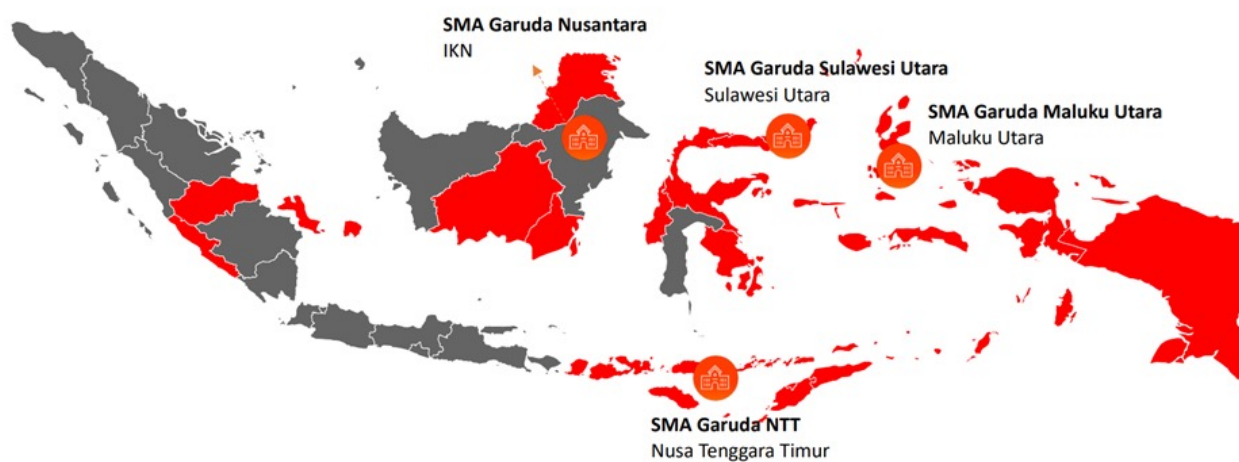 SMA Garuda Nusantara
IKN
SMA Garuda Sulawesi Utara
Sulawesi Utara
SMA Garuda Maluku Utara
Maluku Utara
SMA Garuda NTT
Nusa Tenggara Timur